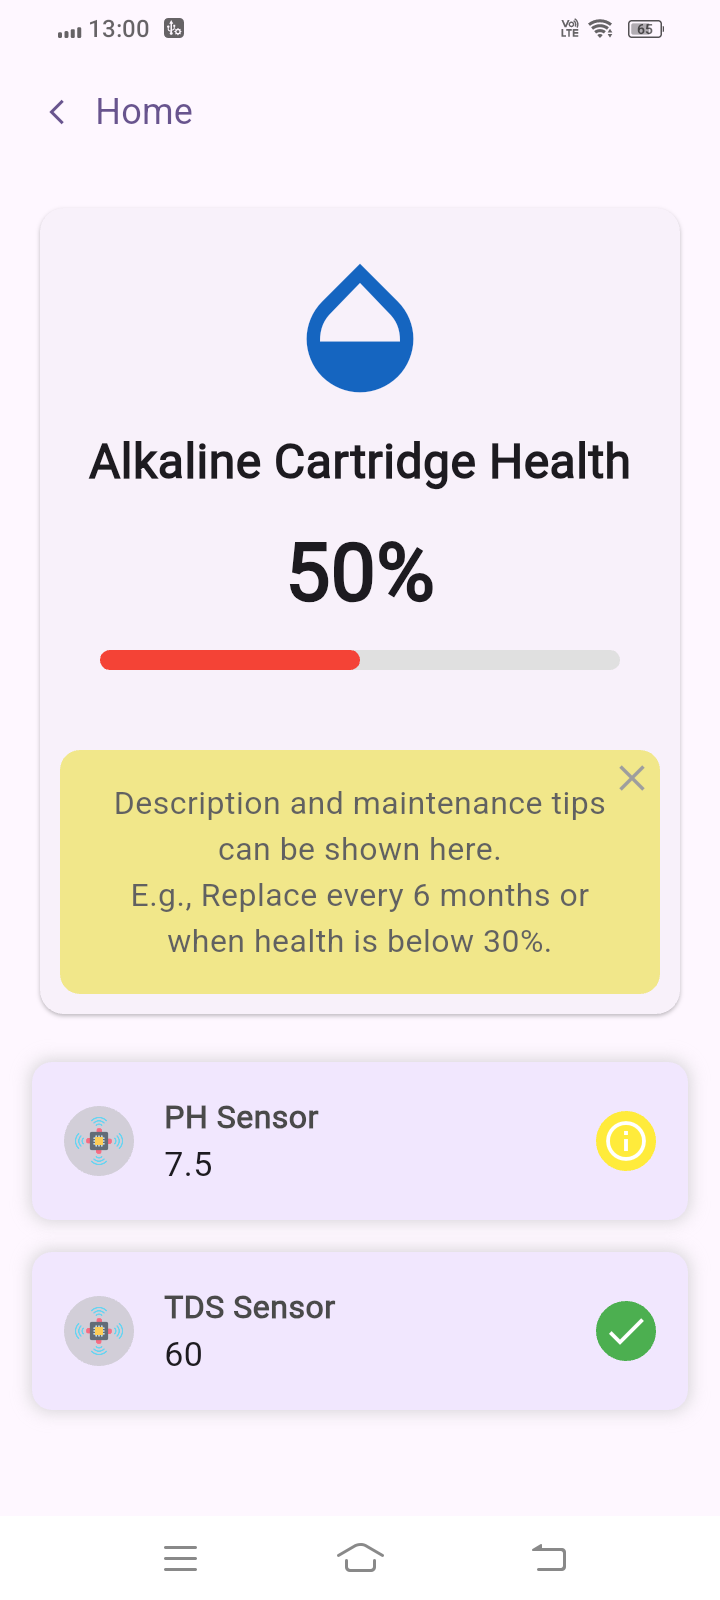 13:00
Vo)) LTE
65
Home
Alkaline Cartridge Health
50%
Description and maintenance tips
can be shown here.
E.g., Replace every 6 months or
when health is below 30%.
PH Sensor
7.5
TDS Sensor
60